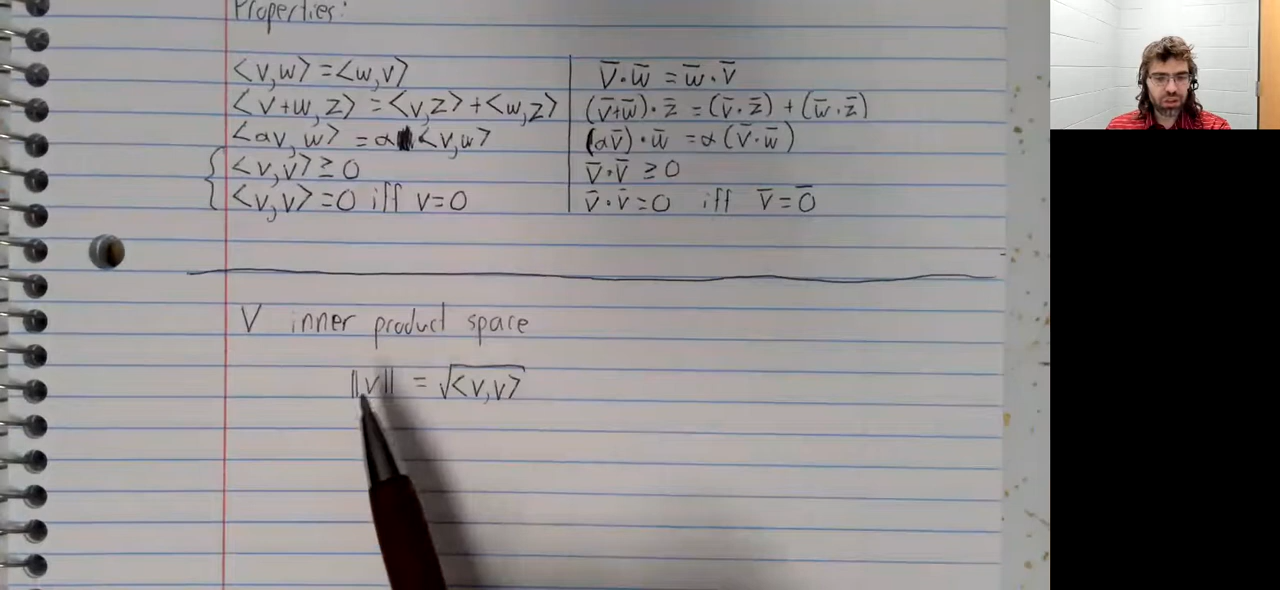 Properties:
<v,w> = <w,v>
<v+w,z> = <v,z> + <w,z>
<αv,w> = α <v,w>
<v,v> ≥ 0
<v,v> = 0 iff v=0
v̄·w̄ = w̄·v̄
(v̄+w̄)·z̄ = (v̄·z̄) + (w̄·z̄)
(αv̄)·w̄ = α(v̄·w̄)
v̄·v̄ ≥ 0
v̄·v̄ = 0 iff v̄ = 0̄
V inner product space
||v|| = √<v,v>